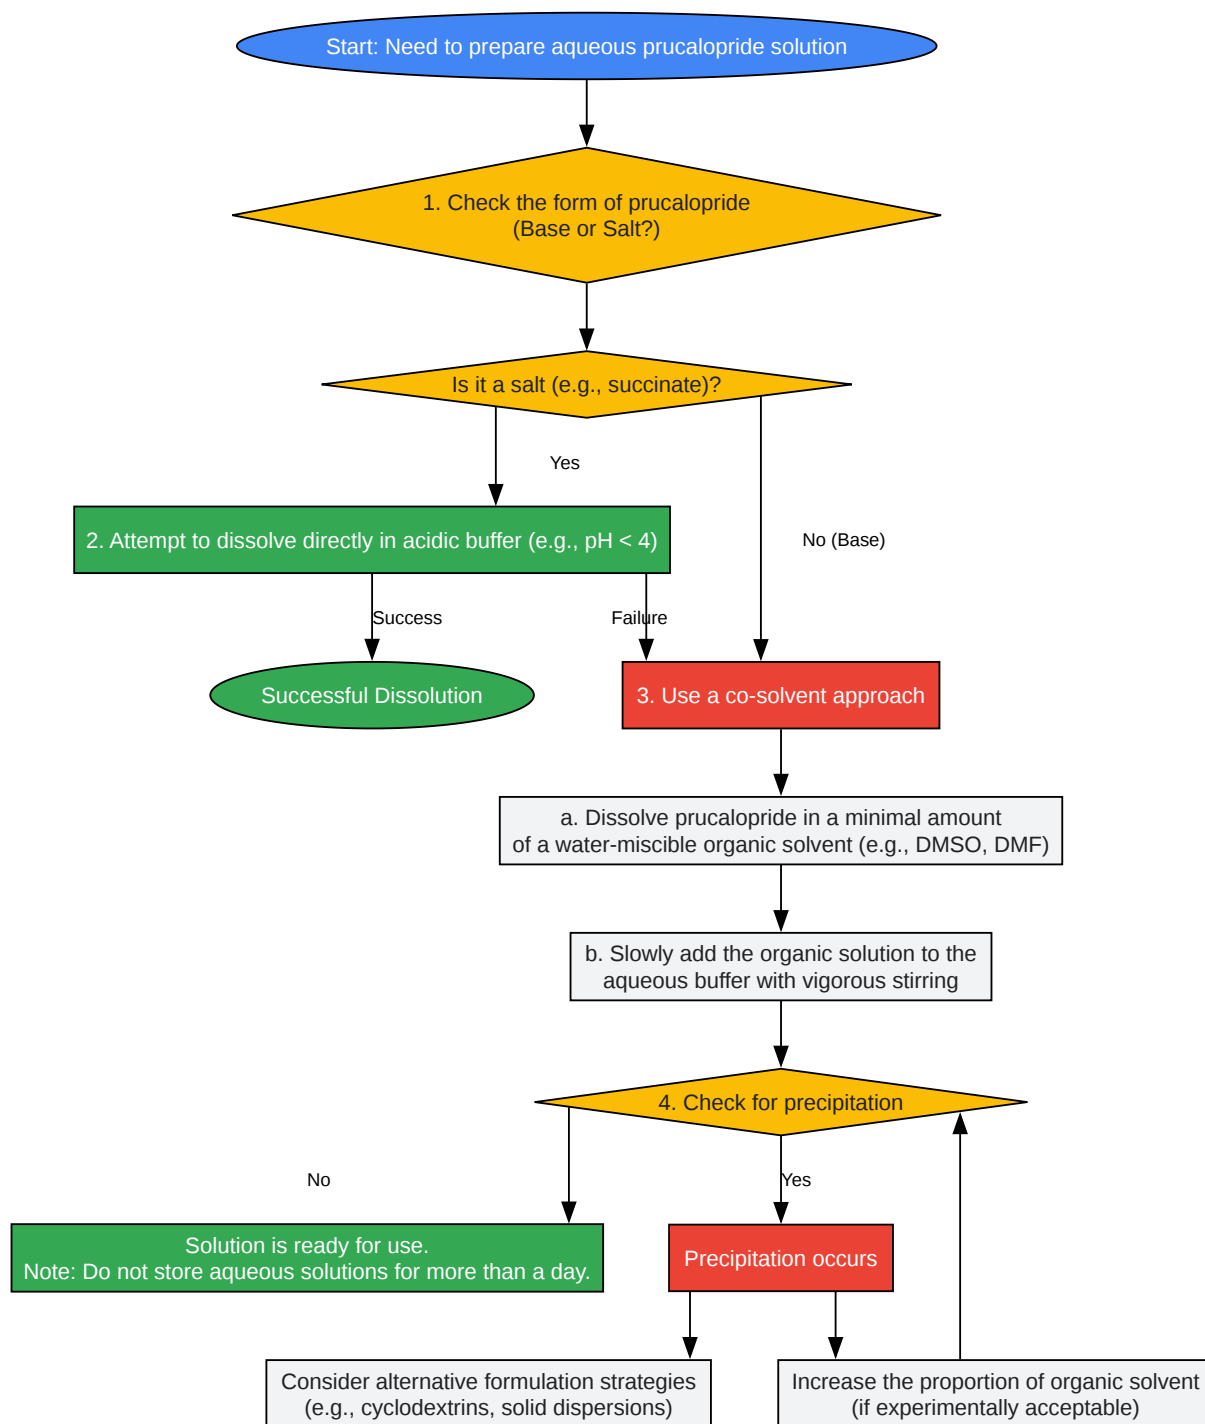 Start: Need to prepare aqueous prucalopride solution
1. Check the form of prucalopride
(Base or Salt?)
Is it a salt (e.g., succinate)?
Yes
2. Attempt to dissolve directly in acidic buffer (e.g., pH < 4)
No (Base)
Success
Failure
Successful Dissolution
3. Use a co-solvent approach
a. Dissolve prucalopride in a minimal amount
of a water-miscible organic solvent (e.g., DMSO, DMF)
b. Slowly add the organic solution to the
aqueous buffer with vigorous stirring
4. Check for precipitation
No
Yes
Solution is ready for use.
Note: Do not store aqueous solutions for more than a day.
Precipitation occurs
Consider alternative formulation strategies
(e.g., cyclodextrins, solid dispersions)
Increase the proportion of organic solvent
(if experimentally acceptable)